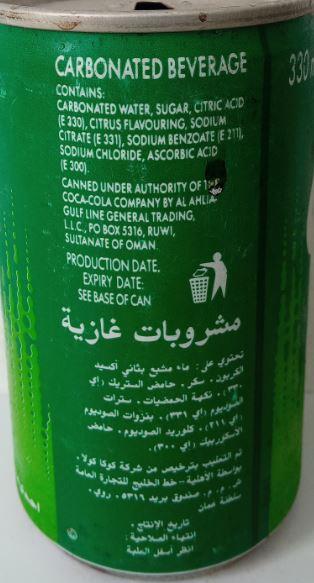 CARBONATED BEVERAGE
330
CONTAINS:
CARBONATED WATER, SUGAR, CITRIC ACID
(E 330), CITRUS FLAVOURING, SODIUM
CITRATE (E 331), SODIUM BENZOATE (E 211),
SODIUM CHLORIDE, ASCORBIC ACID
(E 300).
CANNED UNDER AUTHORITY OF
COCA-COLA COMPANY BY AL AHLIA-
GULF LINE GENERAL TRADING,
L.L.C., PO BOX 5316, RUWI,
SULTANATE OF OMAN.
PRODUCTION DATE,
EXPIRY DATE:
SEE BASE OF CAN
مشروبات غازية
تحتوي على : ماء مشبع بثاني أكسيد
الكربون . سكر . حامض الستريك (اي
٣٣٠) . نكهة الحمضيات . سترات
الصوديوم (اي ٣٣١) . بنزوات الصوديوم
(اي ٢١١) . كلوريد الصوديوم . حامض
الأسكوربيك (اي ٣٠٠) .
تم التعليب بترخيص من شركة كوكا كولا .
بواسطة الأهلية - خط الخليج للتجارة العامة
ش . م . م . صندوق بريد ٥٣١٦ . روي .
سلطنة عمان
تاريخ الإنتاج .
انتهاء الصلاحية :
انظر أسفل العلبة